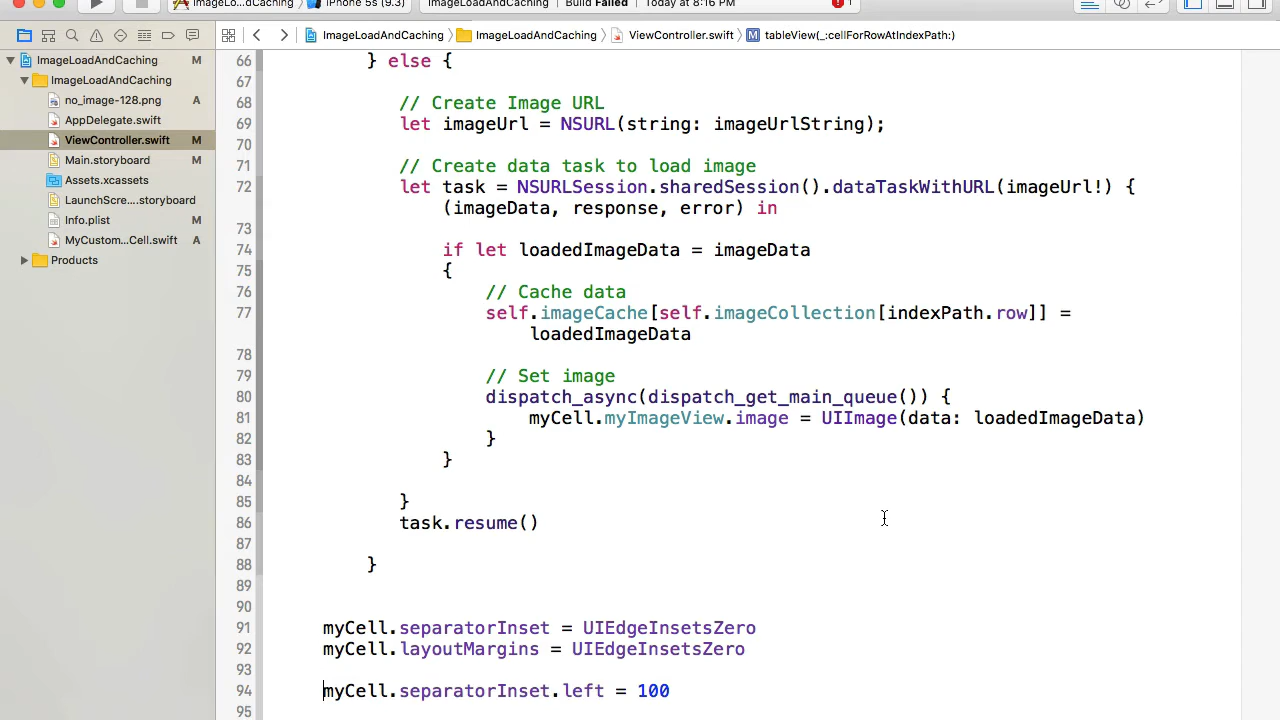 ImageLo...dCaching
iPhone 5s (9.3)
ImageLoadAndCaching
Build Failed
Today at 8:16 PM
1
ImageLoadAndCaching
ImageLoadAndCaching
ViewController.swift
tableView(_:cellForRowAtIndexPath:)
ImageLoadAndCaching M
ImageLoadAndCaching
no_image-128.png A
AppDelegate.swift
ViewController.swift M
Main.storyboard M
Assets.xcassets
LaunchScre....storyboard
Info.plist M
MyCustom...Cell.swift A
Products
66 } else {
67
68 // Create Image URL
69 let imageUrl = NSURL(string: imageUrlString);
70
71 // Create data task to load image
72 let task = NSURLSession.sharedSession().dataTaskWithURL(imageUrl!) {
(imageData, response, error) in
73
74 if let loadedImageData = imageData
75 {
76 // Cache data
77 self.imageCache[self.imageCollection[indexPath.row]] =
loadedImageData
78
79 // Set image
80 dispatch_async(dispatch_get_main_queue()) {
81 myCell.myImageView.image = UIImage(data: loadedImageData)
82 }
83 }
84
85 }
86 task.resume()
87
88 }
89
90
91 myCell.separatorInset = UIEdgeInsetsZero
92 myCell.layoutMargins = UIEdgeInsetsZero
93
94 myCell.separatorInset.left = 100
95